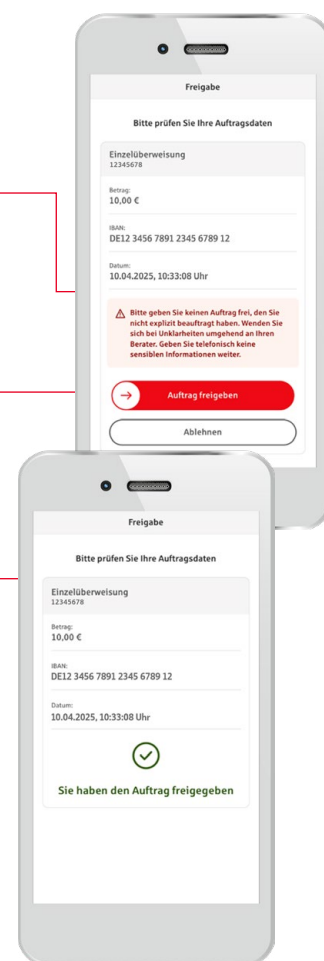 Freigabe
Bitte prüfen Sie Ihre Auftragsdaten
Einzelüberweisung
12345678
Betrag:
10,00 €
IBAN:
DE12 3456 7891 2345 6789 12
Datum:
10.04.2025, 10:33:08 Uhr
Bitte geben Sie keinen Auftrag frei, den Sie
nicht explizit beauftragt haben. Wenden Sie
sich bei Unklarheiten umgehend an Ihren
Berater. Geben Sie telefonisch keine
sensiblen Informationen weiter.
Auftrag freigeben
Ablehnen
Freigabe
Bitte prüfen Sie Ihre Auftragsdaten
Einzelüberweisung
12345678
Betrag:
10,00 €
IBAN:
DE12 3456 7891 2345 6789 12
Datum:
10.04.2025, 10:33:08 Uhr
Sie haben den Auftrag freigegeben